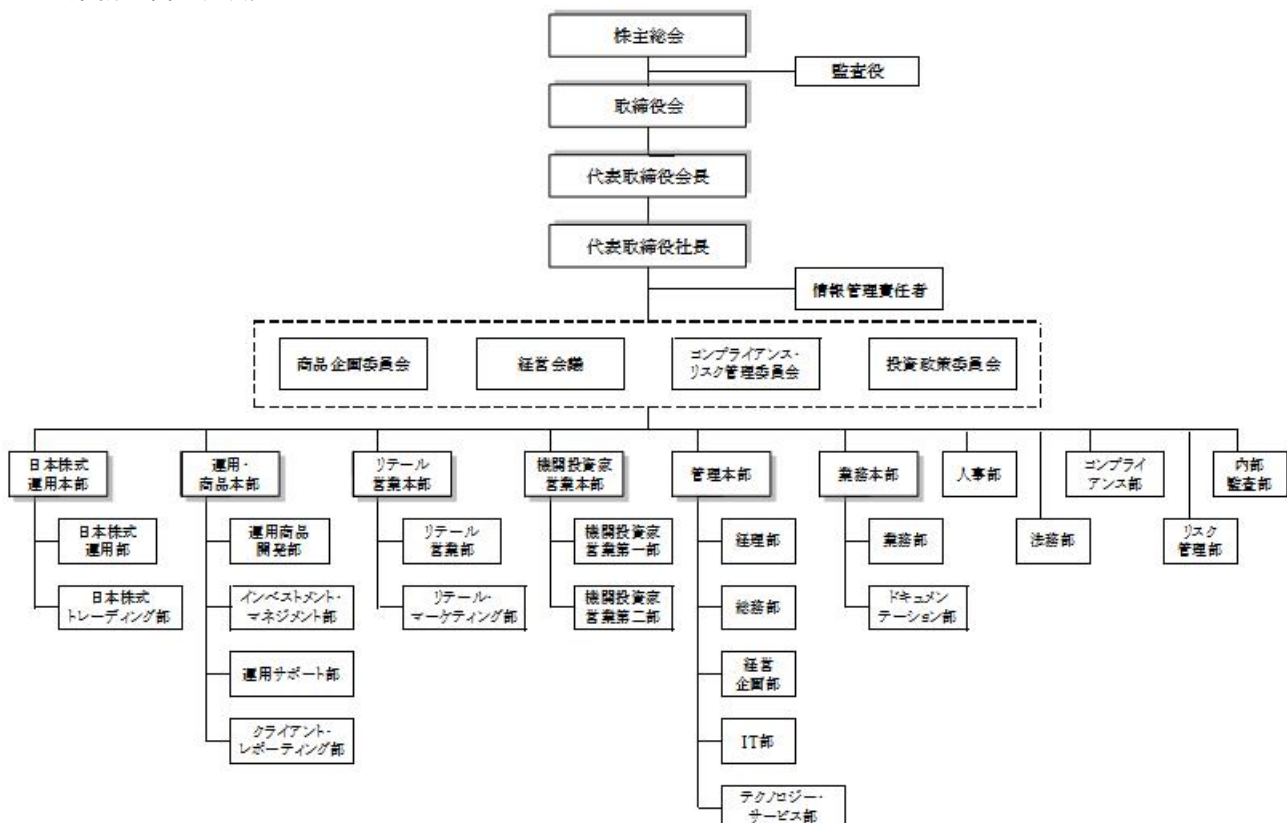 株主総会
監査役
取締役会
代表取締役会長
代表取締役社長
情報管理責任者
商品企画委員会
経営会議
コンプライアンス・
リスク管理委員会
投資政策委員会
日本株式
運用本部
運用・
商品本部
リテール
営業本部
機関投資家
営業本部
管理本部
業務本部
人事部
コンプライ
アンス部
内部
監査部
日本株式
運用部
運用商品
開発部
リテール
営業部
機関投資家
営業第一部
経理部
業務部
法務部
リスク
管理部
日本株式
トレーディング部
インベストメント・
マネジメント部
リテール・
マーケティング部
機関投資家
営業第二部
総務部
ドキュメン
テーション部
運用サポート部
経営
企画部
クライアント・
レポーティング部
IT部
テクノロジー・
サービス部